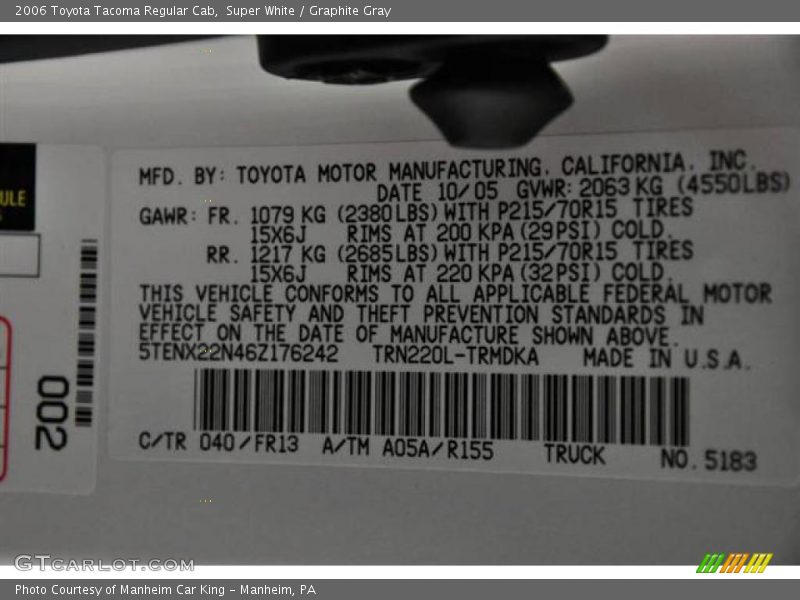 2006 Toyota Tacoma Regular Cab,  Super White / Graphite Gray
ULE
MFD. BY: TOYOTA MOTOR MANUFACTURING, CALIFORNIA, INC.
DATE 10/05 GVWR: 2063 KG (4550LBS)
GAWR: FR. 1079 KG (2380LBS) WITH P215/70R15 TIRES
15X6J RIMS AT 200 KPA (29PSI) COLD.
RR. 1217 KG (2685LBS) WITH P215/70R15 TIRES
15X6J RIMS AT 220 KPA (32PSI) COLD.
THIS VEHICLE CONFORMS TO ALL APPLICABLE FEDERAL MOTOR
VEHICLE SAFETY AND THEFT PREVENTION STANDARDS IN
EFFECT ON THE DATE OF MANUFACTURE SHOWN ABOVE.
5TENX22N46Z176242 TRN220L-TRMDKA MADE IN U.S.A.
002
C/TR 040/FR13 A/TM A05A/R155 TRUCK NO. 5183
GTCARLOT.COM
Photo Courtesy of Manheim Car King - Manheim, PA